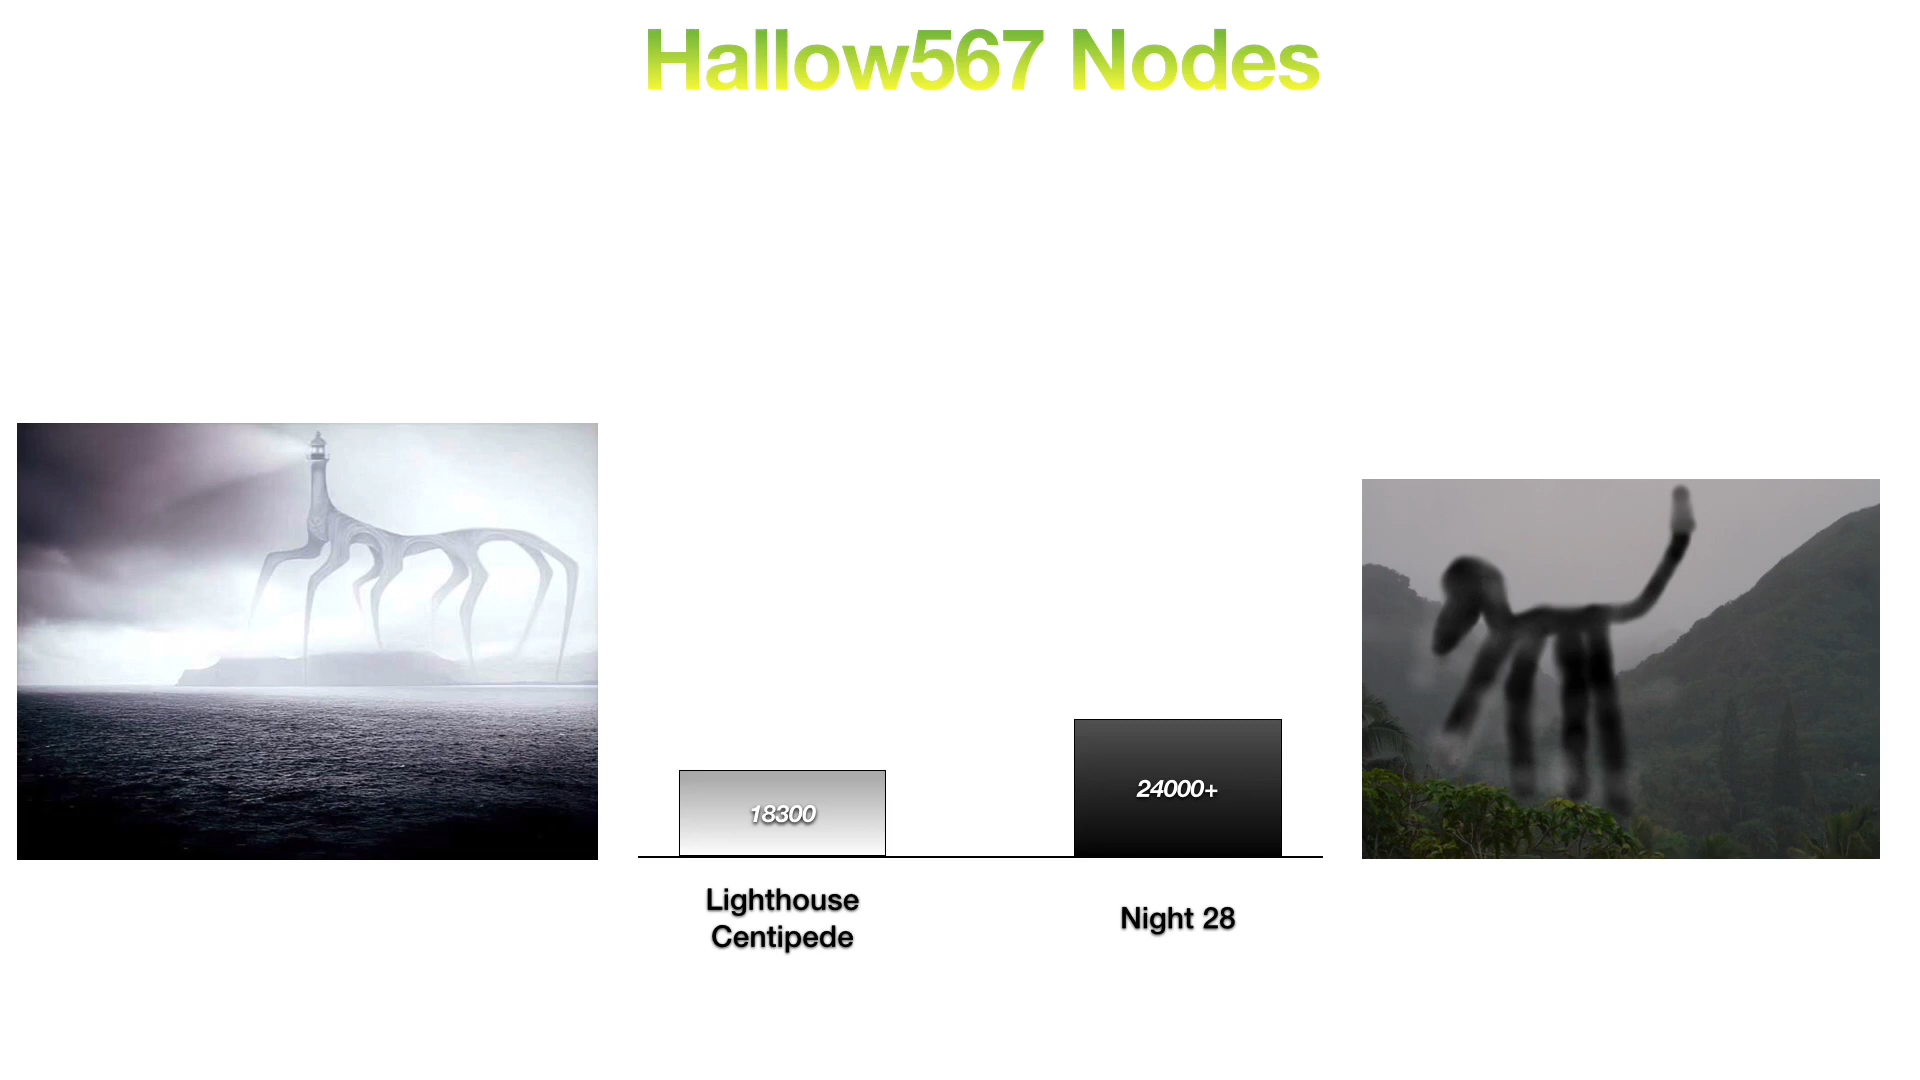 Hallow567 Nodes
18300
24000+
Lighthouse
Centipede
Night 28